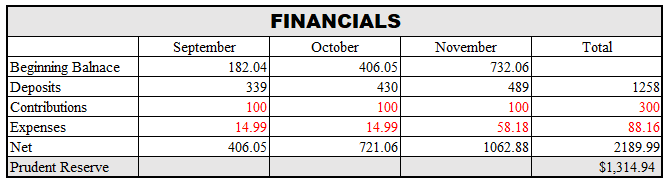 FINANCIALS
September October November Total
Beginning Balnace 182.04 406.05 732.06
Deposits 339 430 489 1258
Contributions 100 100 100 300
Expenses 14.99 14.99 58.18 88.16
Net 406.05 721.06 1062.88 2189.99
Prudent Reserve $1,314.94